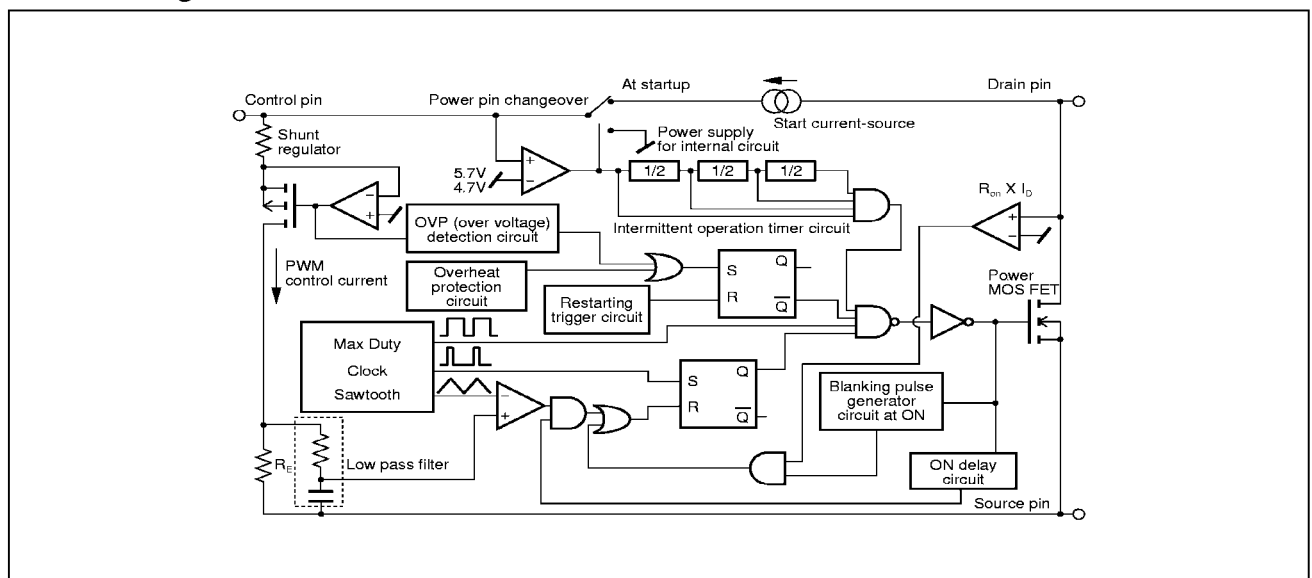 At startup
Drain pin
Control pin
Power pin changeover
Start current-source
Shunt
regulator
Power supply
for internal circuit
5.7V
4.7V
+
−
1/2
1/2
1/2
−
+
Ron X ID
+
−
OVP (over voltage)
detection circuit
Intermittent operation timer circuit
PWM
control current
Overheat
protection
circuit
S
Q
R
Q
Restarting
trigger circuit
Power
MOS FET
Max Duty
Clock
Sawtooth
−
+
S
Q
R
Q
Blanking pulse
generator
circuit at ON
RE
Low pass filter
ON delay
circuit
Source pin